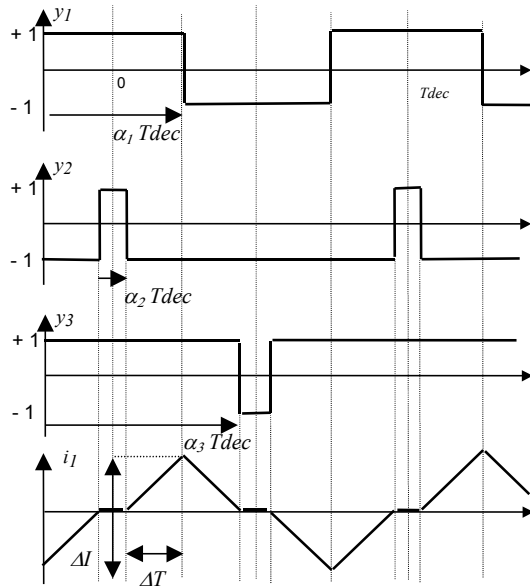 y1
+ 1
0
Tdec
- 1
α1 Tdec
y2
+ 1
- 1
α2 Tdec
y3
+ 1
- 1
α3 Tdec
i1
ΔI
ΔT